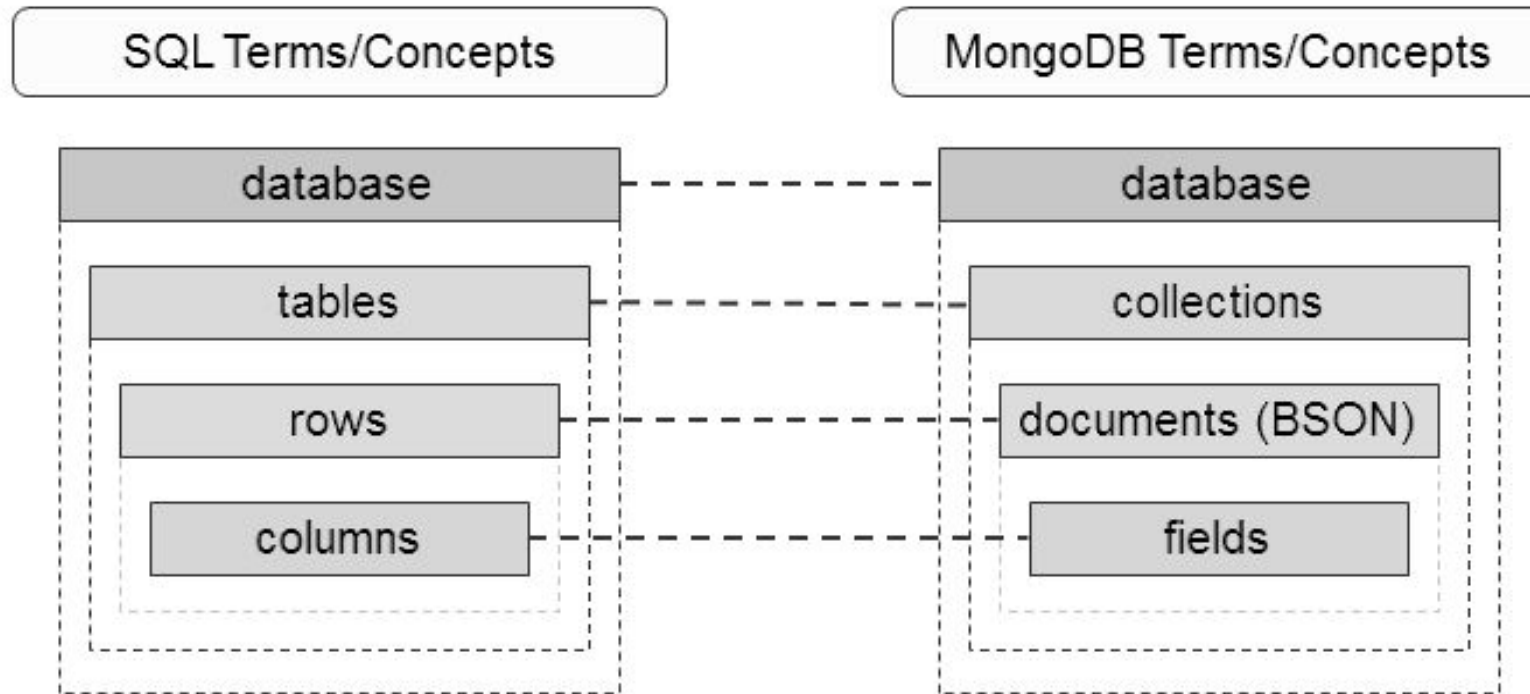 SQL Terms/Concepts
MongoDB Terms/Concepts
database
database
tables
collections
rows
documents (BSON)
columns
fields